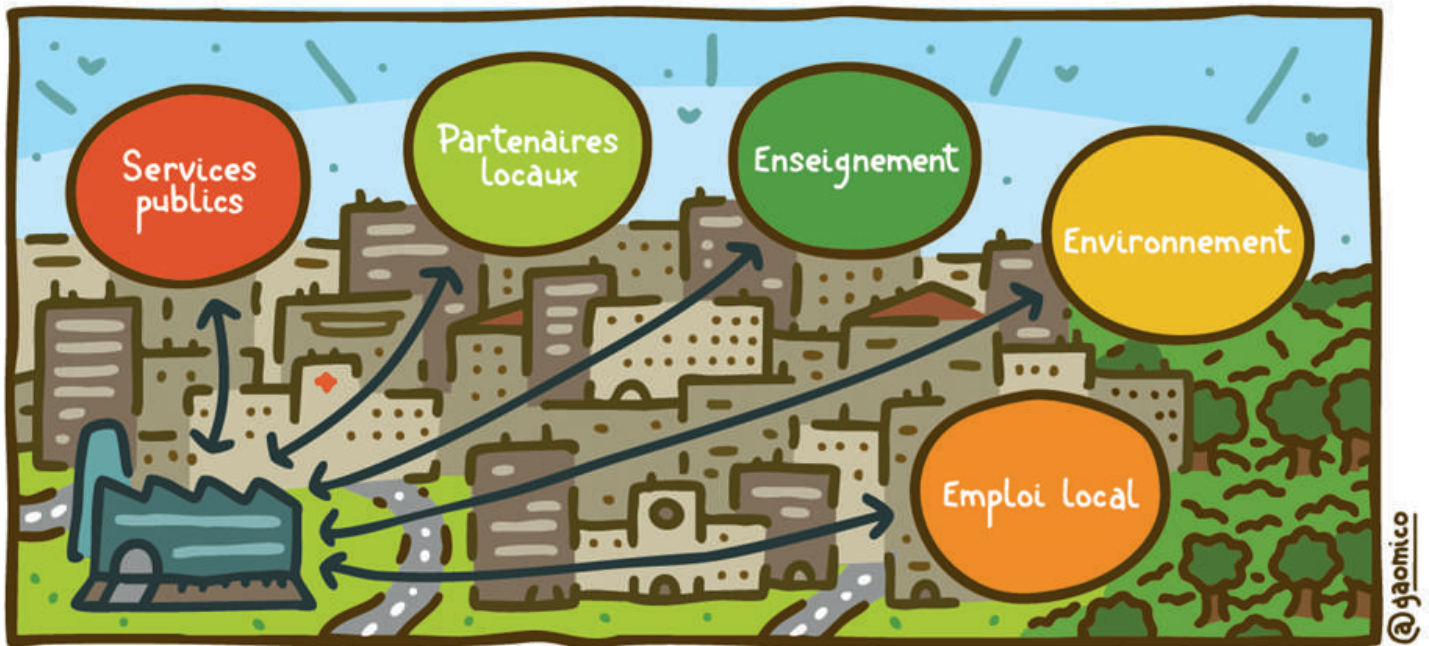 Services
publics
Partenaires
locaux
Enseignement
Environnement
Emploi local
@gaomico